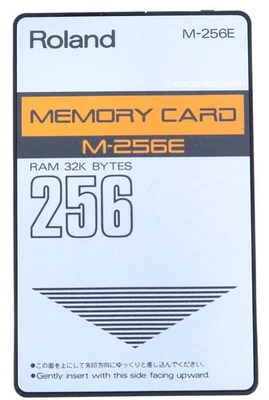 Roland M-256E
MEMORY CARD
M-256E
RAM 32K BYTES
256
●この面を上にして矢印方向にゆっくりと差し込んでください。
●Gently insert with this side facing upward.